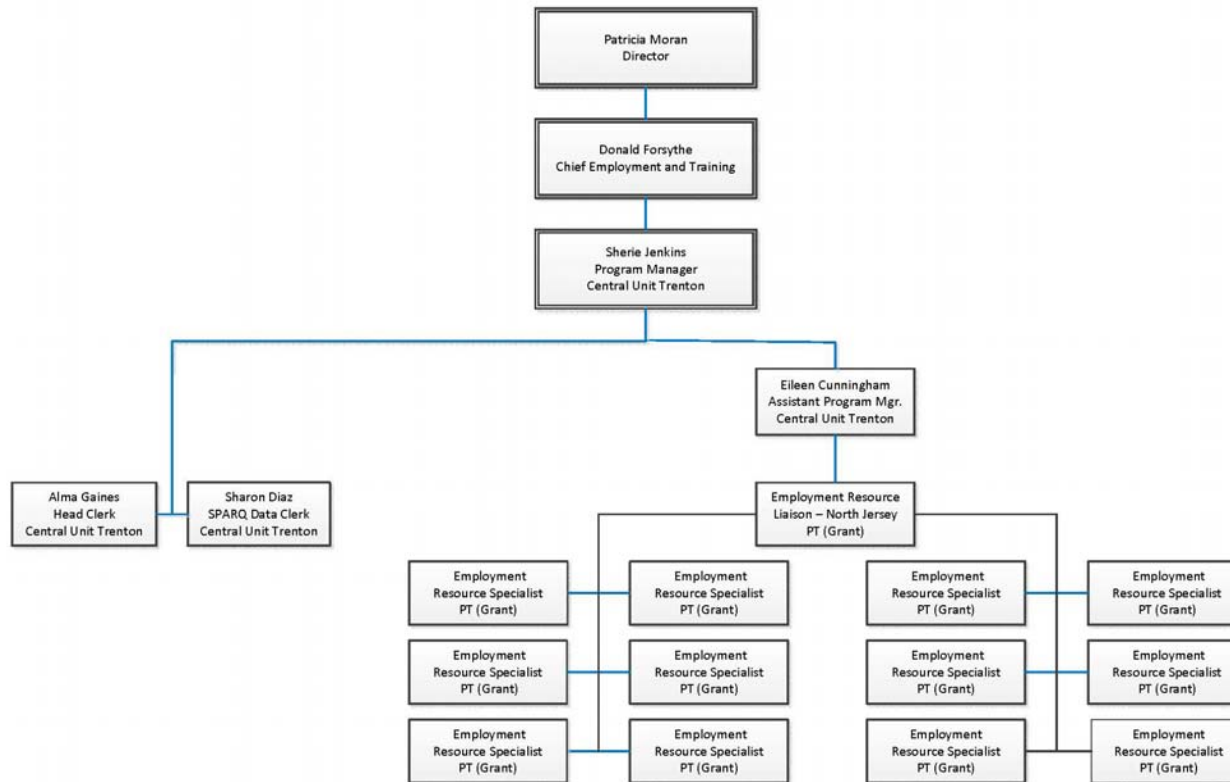 Patricia Moran
Director
Donald Forsythe
Chief Employment and Training
Sherie Jenkins
Program Manager
Central Unit Trenton
Eileen Cunningham
Assistant Program Mgr.
Central Unit Trenton
Alma Gaines
Head Clerk
Central Unit Trenton
Sharon Diaz
SPARQ Data Clerk
Central Unit Trenton
Employment Resource
Liaison – North Jersey
PT (Grant)
Employment
Resource Specialist
PT (Grant)
Employment
Resource Specialist
PT (Grant)
Employment
Resource Specialist
PT (Grant)
Employment
Resource Specialist
PT (Grant)
Employment
Resource Specialist
PT (Grant)
Employment
Resource Specialist
PT (Grant)
Employment
Resource Specialist
PT (Grant)
Employment
Resource Specialist
PT (Grant)
Employment
Resource Specialist
PT (Grant)
Employment
Resource Specialist
PT (Grant)
Employment
Resource Specialist
PT (Grant)
Employment
Resource Specialist
PT (Grant)